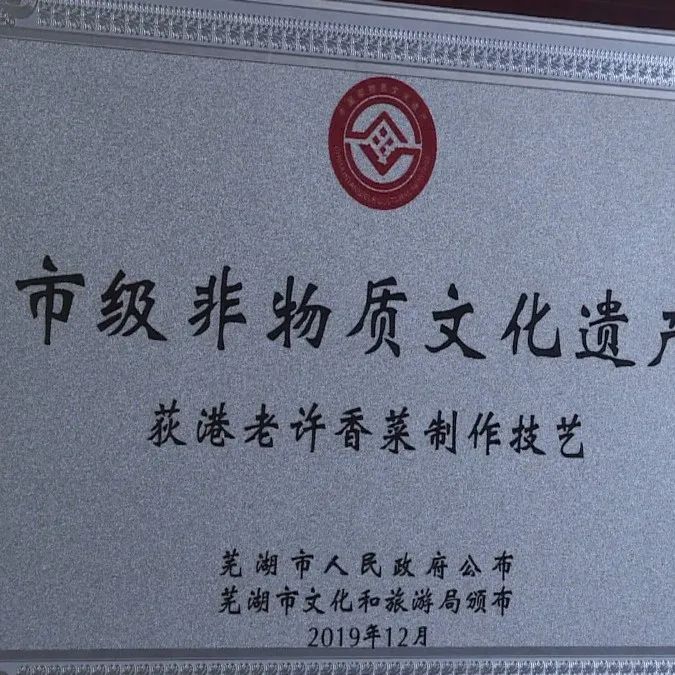 市级非物质文化遗产
荻港老许香菜制作技艺
芜湖市人民政府公布
芜湖市文化和旅游局颁布
2019年12月